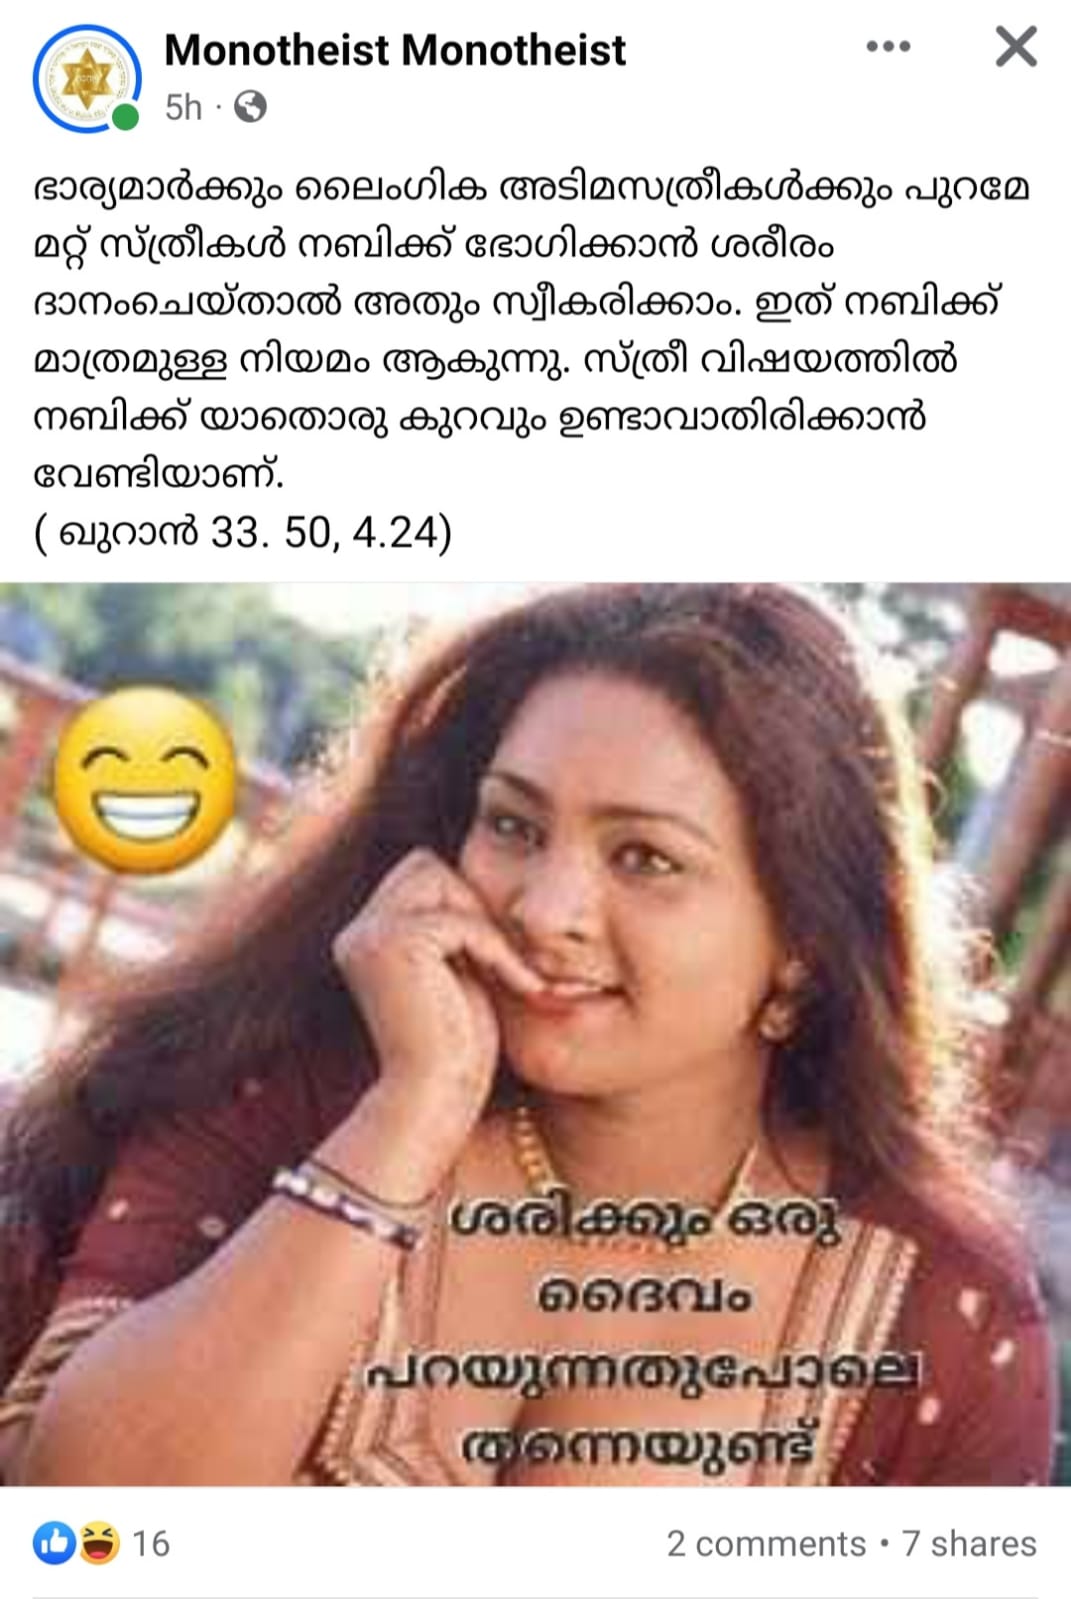 Monotheist Monotheist
5h ·
ഭാര്യമാർക്കും ലൈംഗിക അടിമസത്രീകൾക്കും പുറമേ
മറ്റ് സ്ത്രീകൾ നബിക്ക് ഭോഗിക്കാൻ ശരീരം
ദാനംചെയ്താൽ അതും സ്വീകരിക്കാം. ഇത് നബിക്ക്
മാത്രമുള്ള നിയമം ആകുന്നു. സ്ത്രീ വിഷയത്തിൽ
നബിക്ക് യാതൊരു കുറവും ഉണ്ടാവാതിരിക്കാൻ
വേണ്ടിയാണ്.
( ഖുറാൻ 33. 50, 4.24)
ശരിക്കും ഒരു
ദൈവം
പറയുന്നതുപോലെ
തന്നെയുണ്ട്
16
2 comments • 7 shares